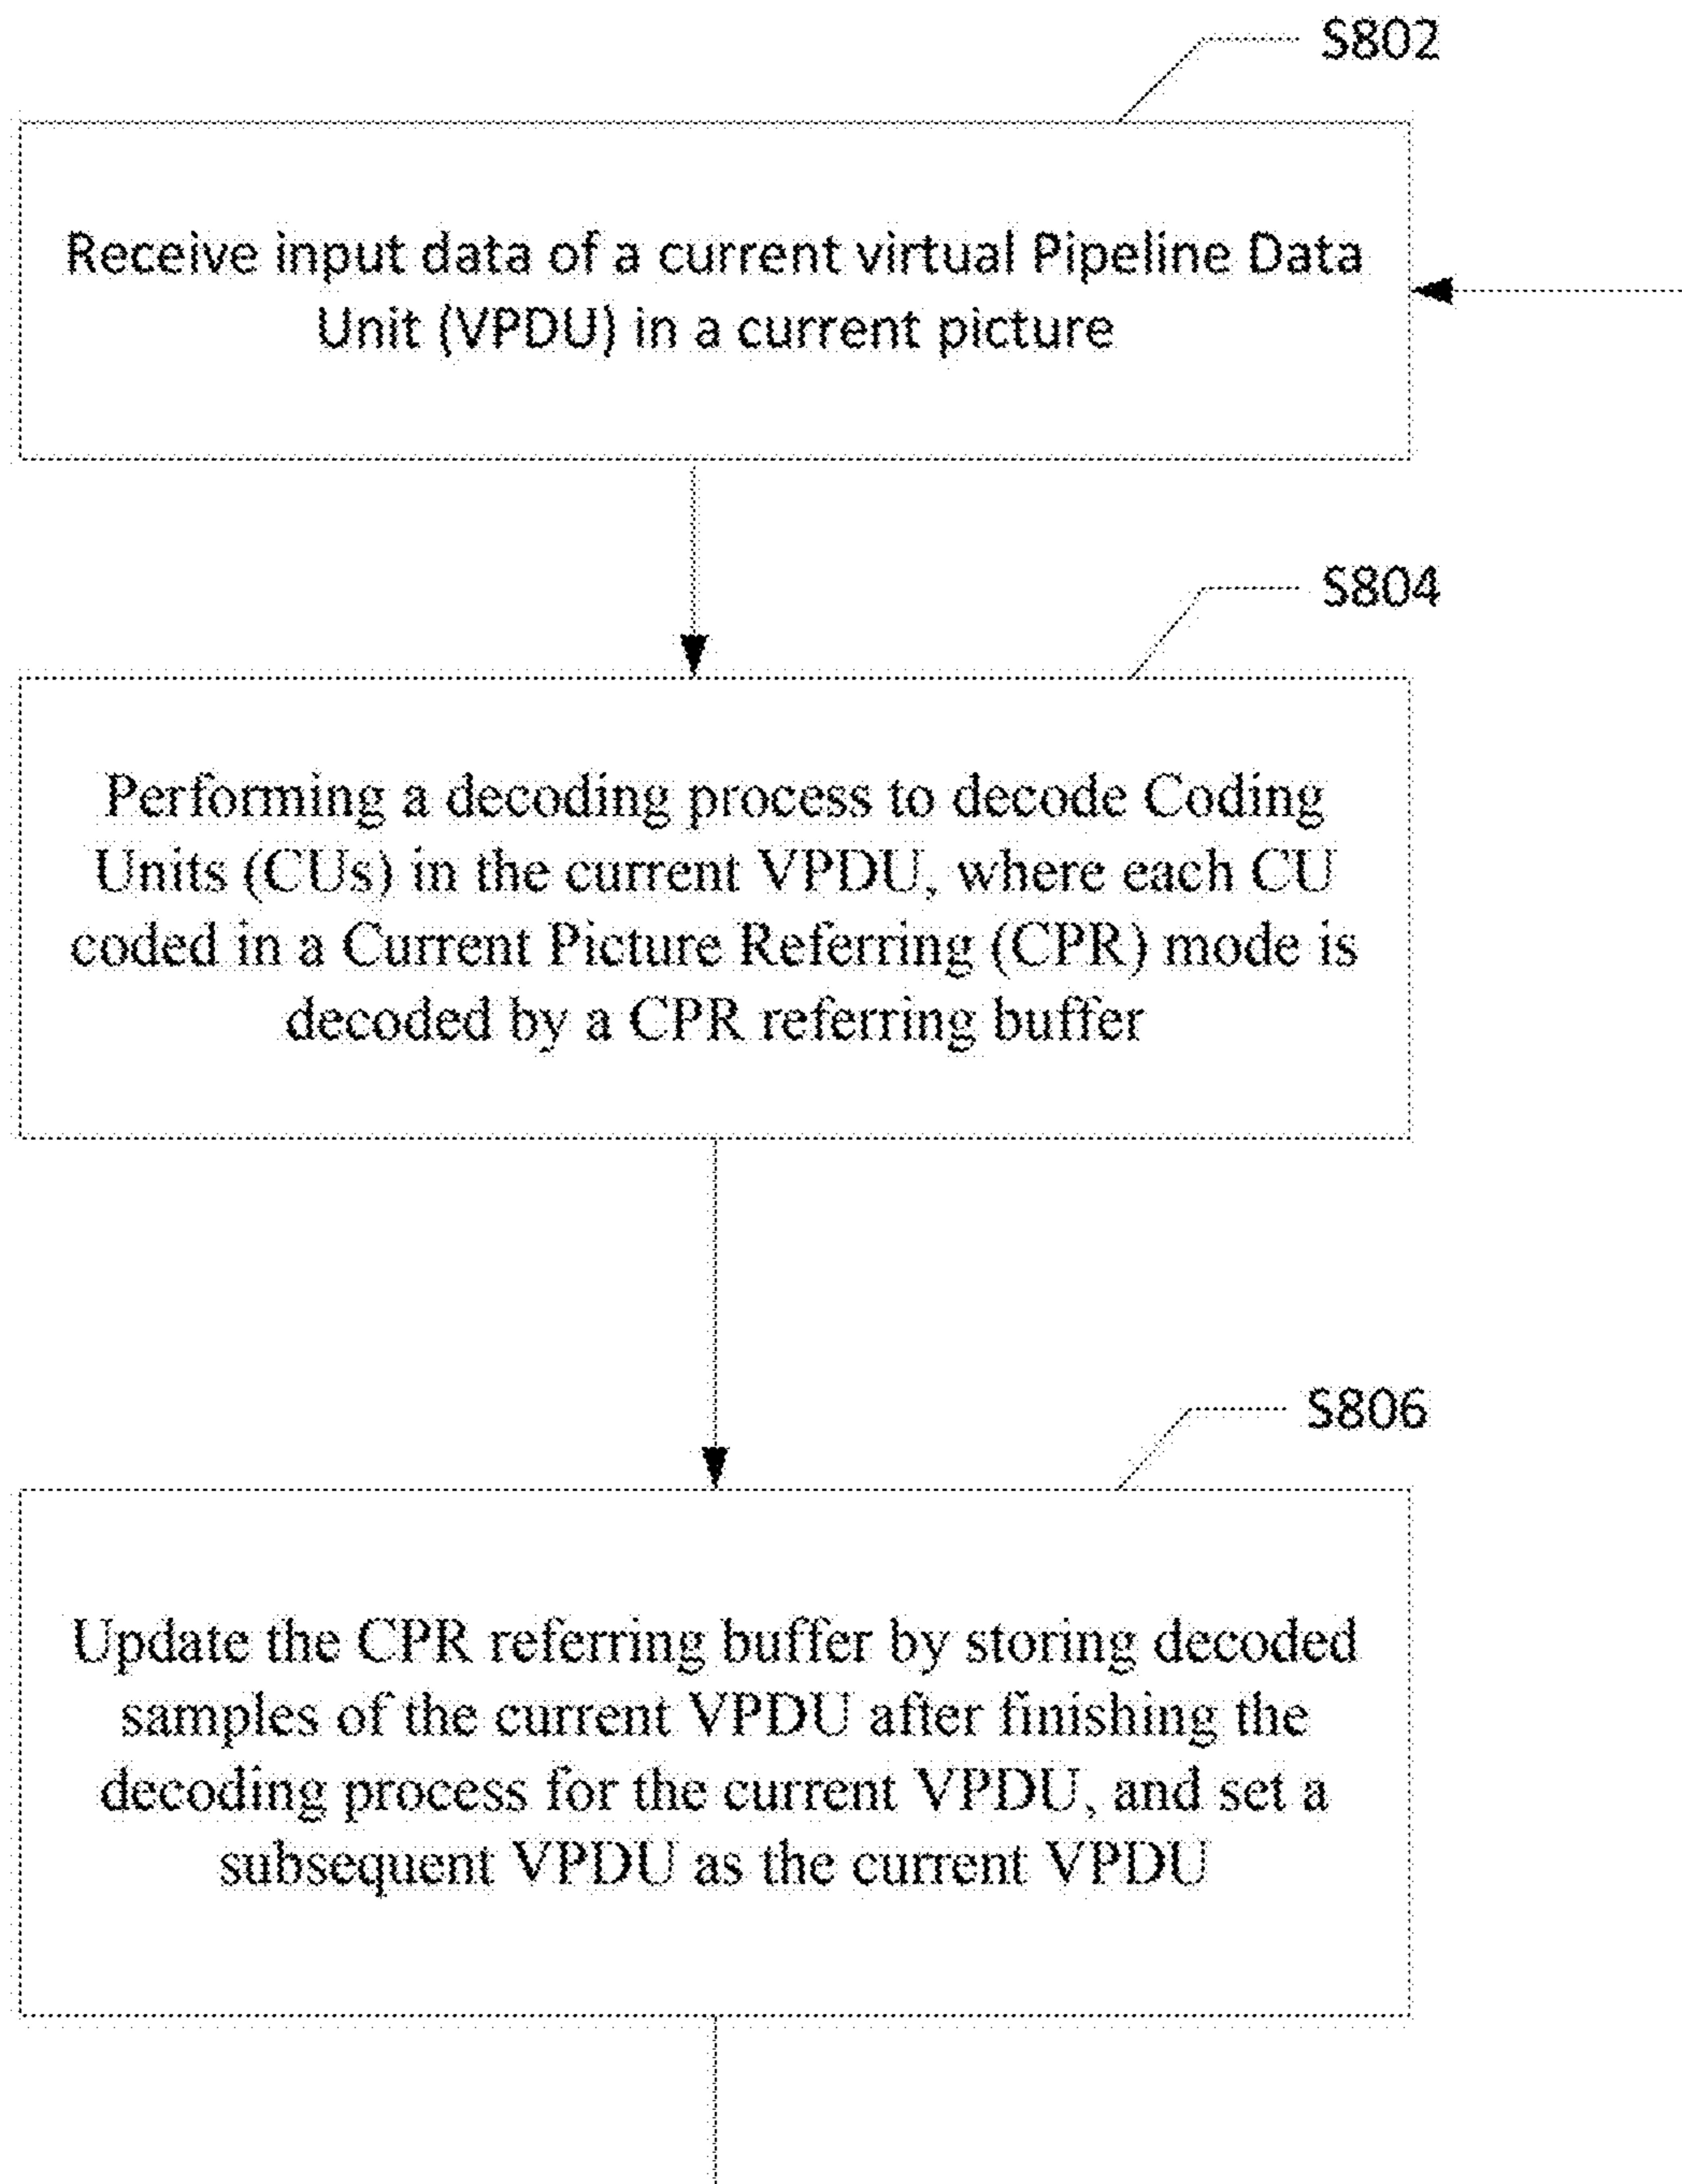 S802
Receive input data of a current virtual Pipeline Data
Unit (VPDU) in a current picture
S804
Performing a decoding process to decode Coding
Units (CUs) in the current VPDU, where each CU
coded in a Current Picture Referring (CPR) mode is
decoded by a CPR referring buffer
S806
Update the CPR referring buffer by storing decoded
samples of the current VPDU after finishing the
decoding process for the current VPDU, and set a
subsequent VPDU as the current VPDU